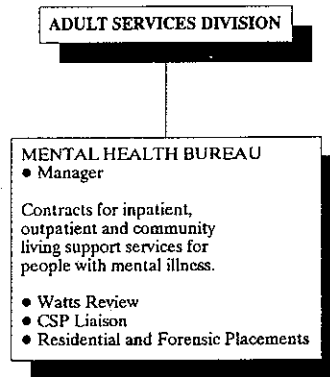 ADULT SERVICES DIVISION
MENTAL HEALTH BUREAU
● Manager
Contracts for inpatient,
outpatient and community
living support services for
people with mental illness.
● Watts Review
● CSP Liaison
● Residential and Forensic Placements